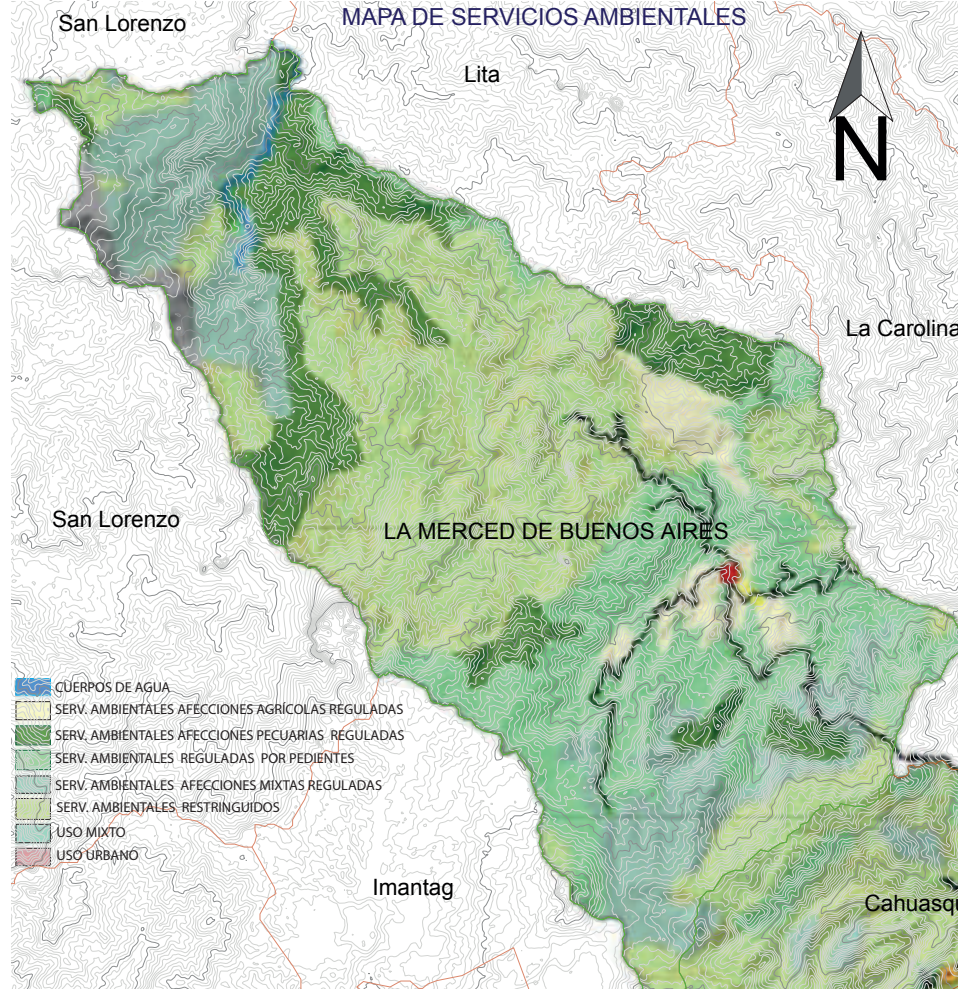 MAPA DE SERVICIOS AMBIENTALES
San Lorenzo
Lita
N
La Carolina
San Lorenzo
LA MERCED DE BUENOS AIRES
CUERPOS DE AGUA
SERV. AMBIENTALES AFECCIONES AGRÍCOLAS REGULADAS
SERV. AMBIENTALES AFECCIONES PECUARIAS REGULADAS
SERV. AMBIENTALES REGULADAS POR PEDIENTES
SERV. AMBIENTALES AFECCIONES MIXTAS REGULADAS
SERV. AMBIENTALES RESTRINGUIDOS
USO MIXTO
USO URBANO
Imantag
Cahuasqu